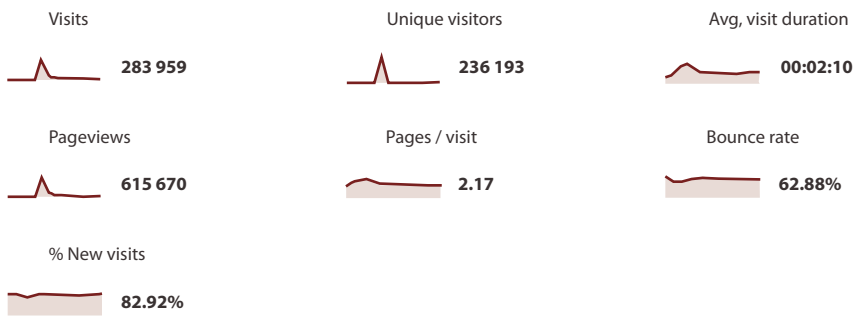 Visits
283 959
Unique visitors
236 193
Avg, visit duration
00:02:10
Pageviews
615 670
Pages / visit
2.17
Bounce rate
62.88%
% New visits
82.92%